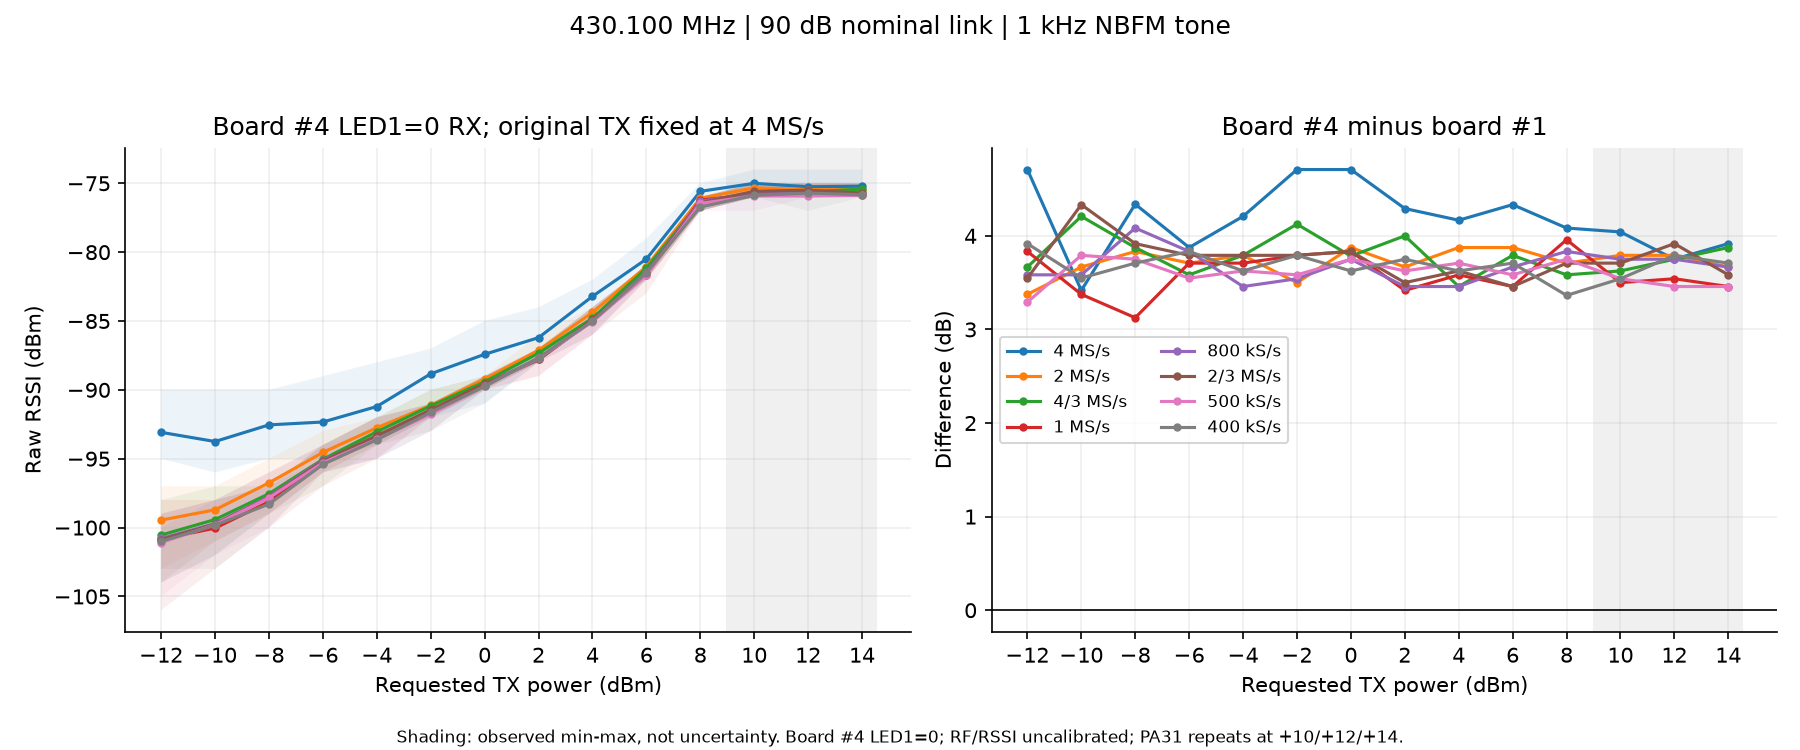 430.100 MHz | 90 dB nominal link | 1 kHz NBFM tone
Board #4 LED1=0 RX; original TX fixed at 4 MS/s
Raw RSSI (dBm)
−75
−80
−85
−90
−95
−100
−105
−12 −10 −8 −6 −4 −2 0 2 4 6 8 10 12 14
Requested TX power (dBm)
Board #4 minus board #1
Difference (dB)
4
3
2
1
0
4 MS/s
2 MS/s
4/3 MS/s
1 MS/s
800 kS/s
2/3 MS/s
500 kS/s
400 kS/s
−12 −10 −8 −6 −4 −2 0 2 4 6 8 10 12 14
Requested TX power (dBm)
Shading: observed min-max, not uncertainty. Board #4 LED1=0; RF/RSSI uncalibrated; PA31 repeats at +10/+12/+14.